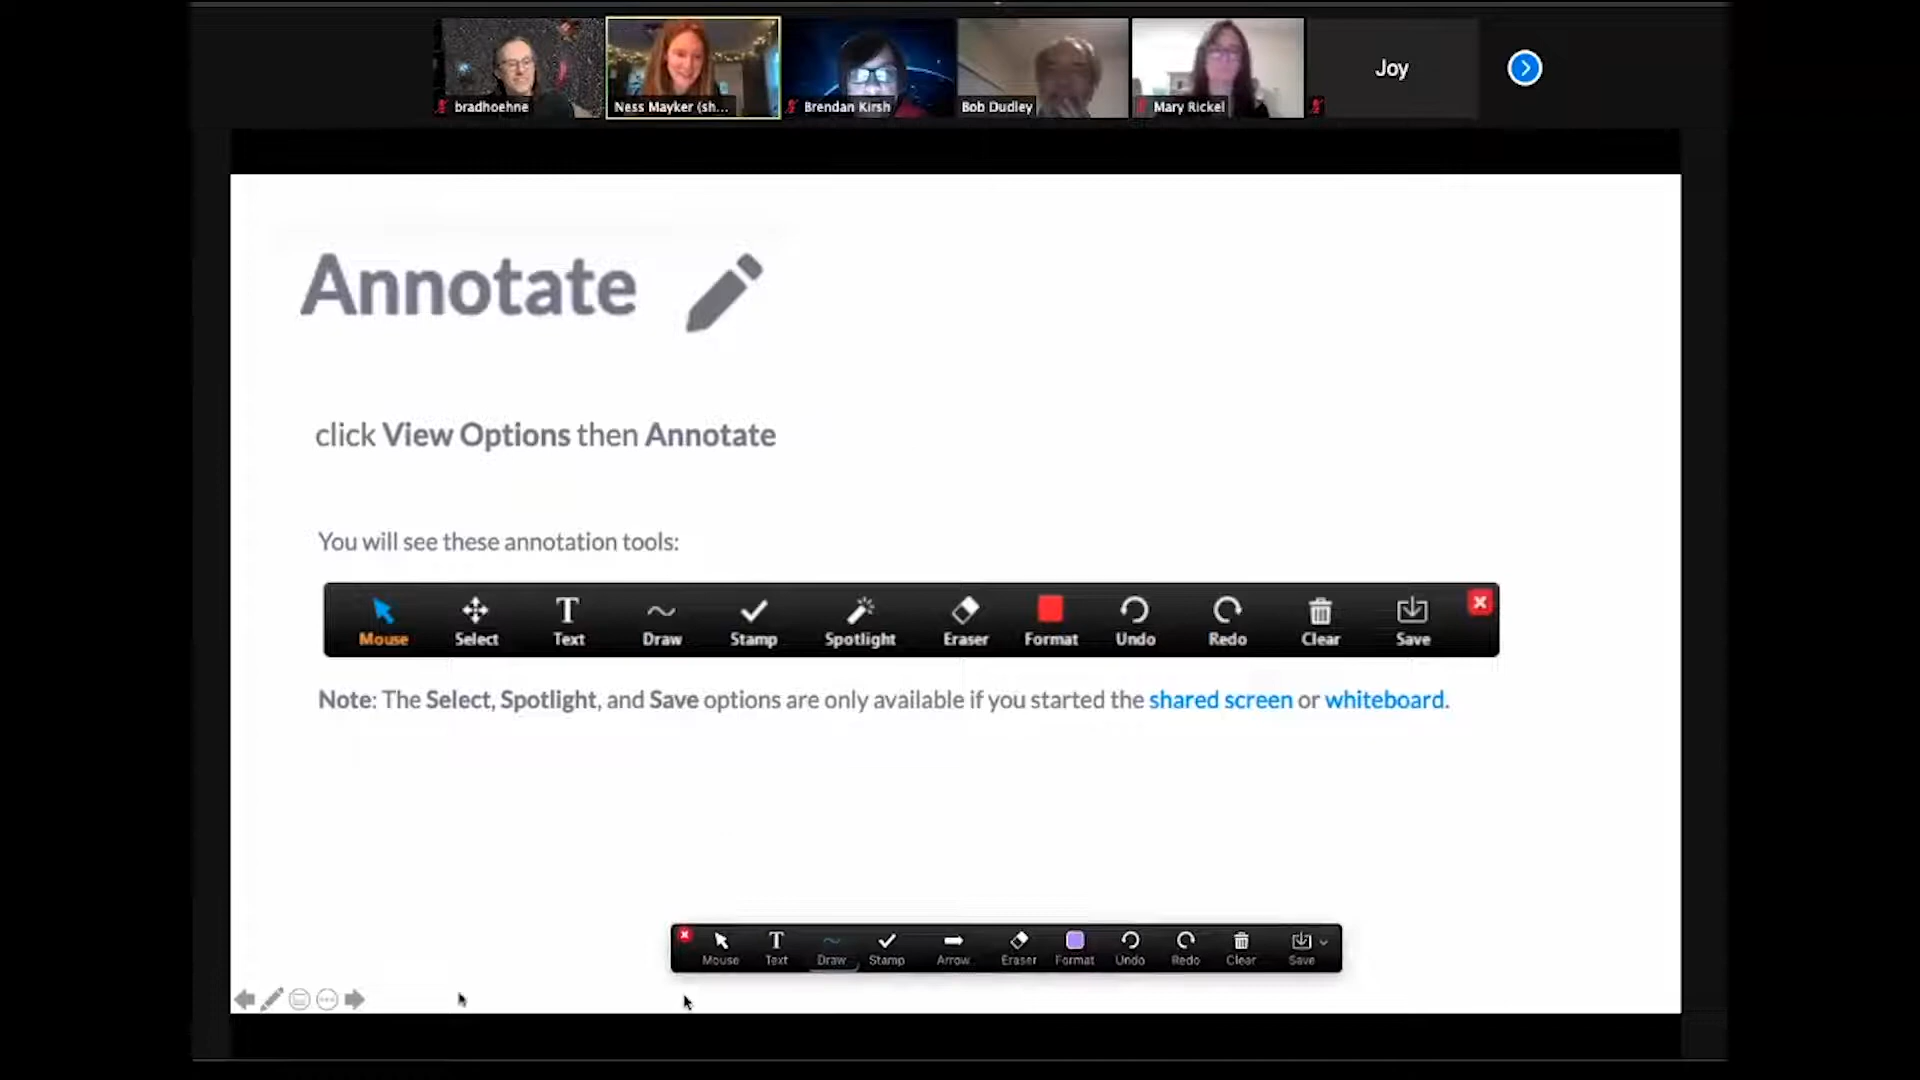 bradhoehne
Ness Mayker (sh...
Brendan Kirsh
Bob Dudley
Mary Rickel
Joy
Annotate
click View Options then Annotate
You will see these annotation tools:
Mouse Select Text Draw Stamp Spotlight Eraser Format Undo Redo Clear Save
Note: The Select, Spotlight, and Save options are only available if you started the shared screen or whiteboard.
Mouse Text Draw Stamp Arrow Eraser Format Undo Redo Clear Save